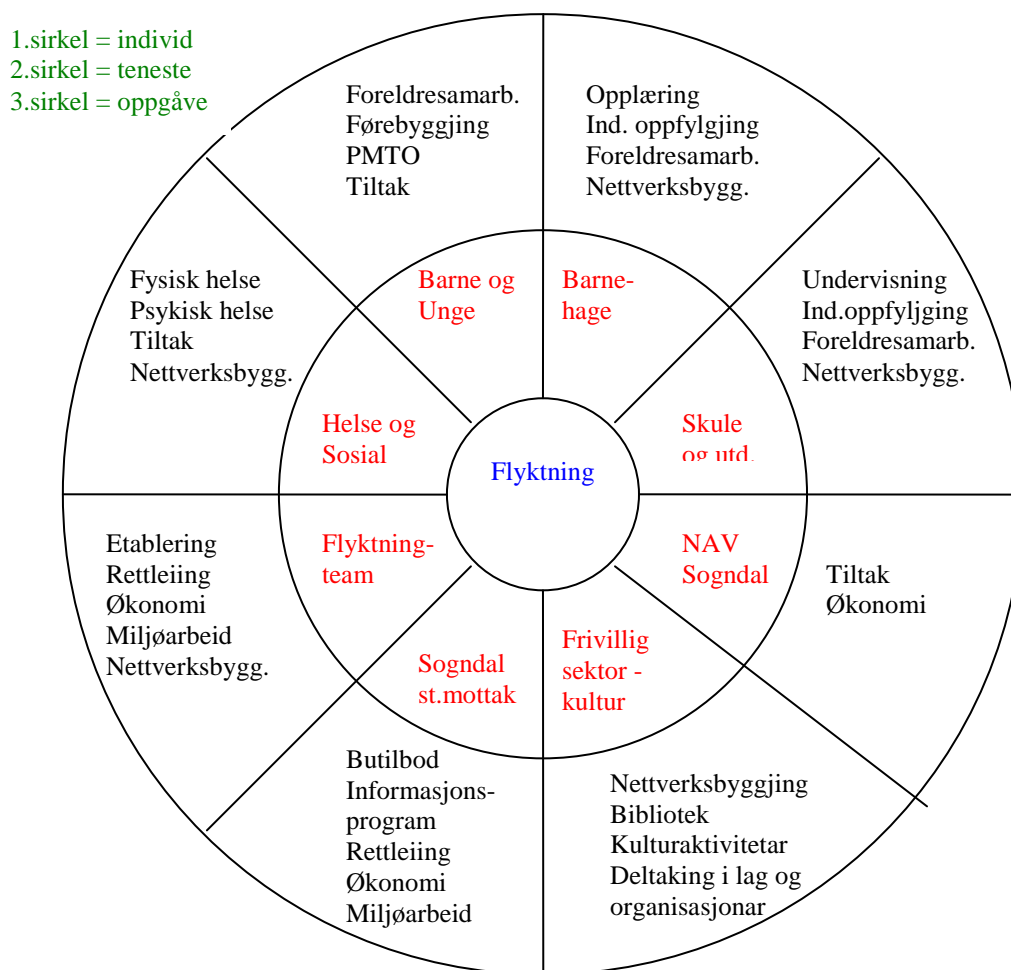 1.sirkel = individ
2.sirkel = teneste
3.sirkel = oppgåve
Foreldresamarb.
Førebyggjing
PMTO
Tiltak
Opplæring
Ind. oppfylgjing
Foreldresamarb.
Nettverksbygg.
Fysisk helse
Psykisk helse
Tiltak
Nettverksbygg.
Barne og
Unge
Barne-
hage
Undervisning
Ind.oppfyljging
Foreldresamarb.
Nettverksbygg.
Helse og
Sosial
Skule
og utd.
Flyktning
Etablering
Rettleiing
Økonomi
Miljøarbeid
Nettverksbygg.
Flyktning-
team
NAV
Sogndal
Tiltak
Økonomi
Sogndal
st.mottak
Frivillig
sektor -
kultur
Butilbod
Informasjons-
program
Rettleiing
Økonomi
Miljøarbeid
Nettverksbyggjing
Bibliotek
Kulturaktivitetar
Deltaking i lag og
organisasjonar